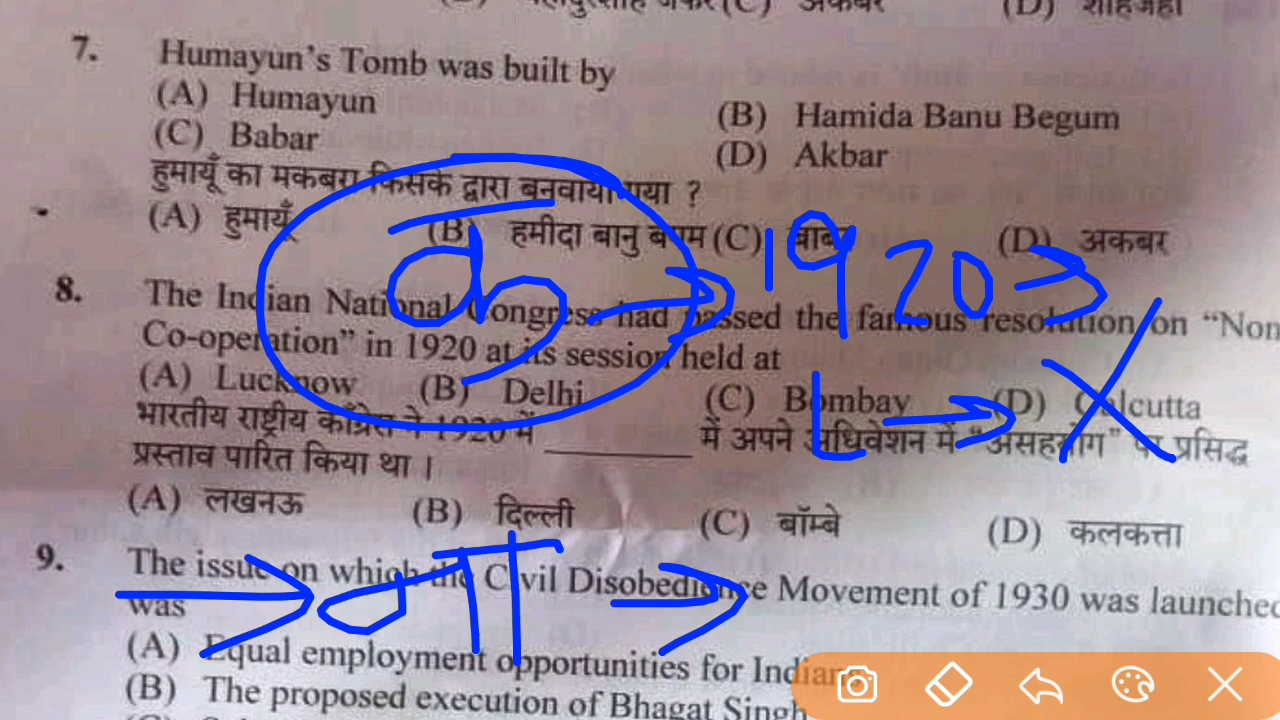 (C) अकबर (D) शाहजहाँ
7. Humayun's Tomb was built by
(A) Humayun (B) Hamida Banu Begum
(C) Babar (D) Akbar
हुमायूँ का मकबरा किसके द्वारा बनवाया गया ?
(A) हुमायूँ (B) हमीदा बानु बेगम (C) बाबर (D) अकबर
8. The Indian National Congress had passed the famous resolution on “Non
Co-operation” in 1920 at its session held at
(A) Lucknow (B) Delhi (C) Bombay (D) Calcutta
भारतीय राष्ट्रीय काँग्रेस ने 1920 में ________ में अपने अधिवेशन में “असहयोग” पर प्रसिद्ध
प्रस्ताव पारित किया था ।
(A) लखनऊ (B) दिल्ली (C) बॉम्बे (D) कलकत्ता
9. The issue on which the Civil Disobedience Movement of 1930 was launched
was
(A) Equal employment opportunities for Indians
(B) The proposed execution of Bhagat Singh
1920